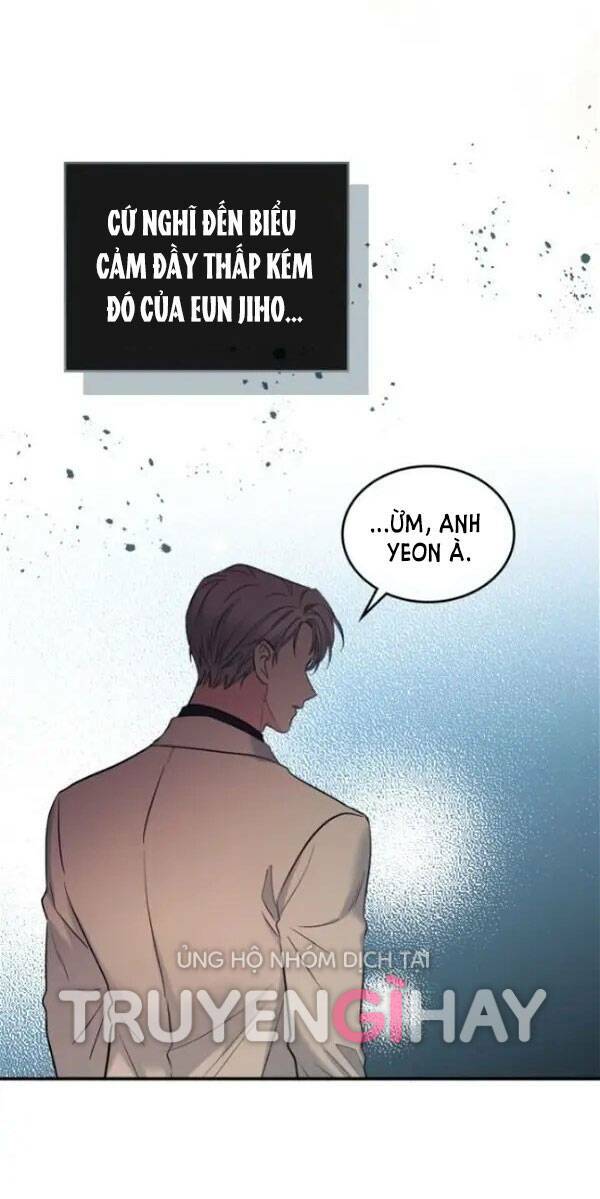 CỨ NGHĨ ĐẾN BIỂU
CẢM ĐẦY THẤP KÉM
ĐÓ CỦA EUN JIHO...
...ỪM, ANH
YEON À.
ỦNG HỘ NHÓM DỊCH TẠI
TRUYENGIHAY